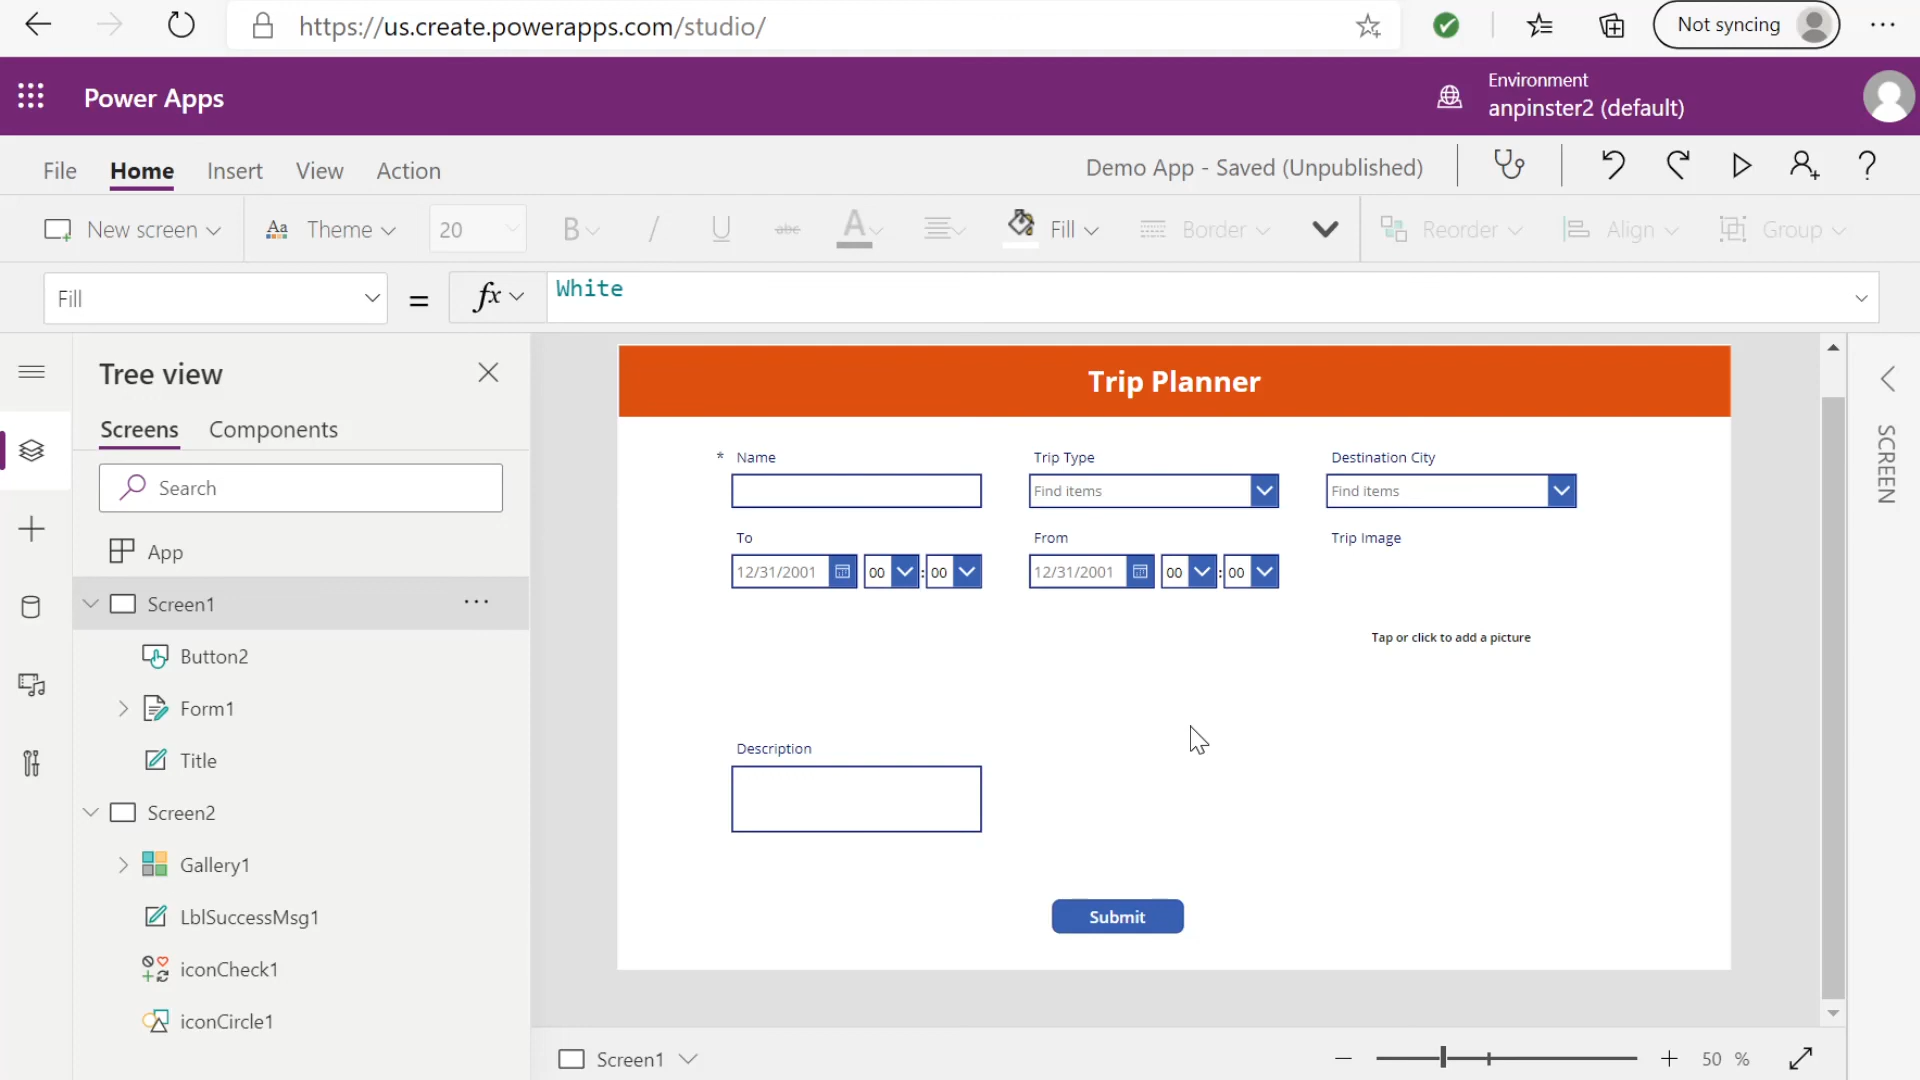 https://us.create.powerapps.com/studio/
Not syncing
Power Apps
Environment
anpinster2 (default)
File Home Insert View Action
Demo App - Saved (Unpublished)
New screen Theme 20 B I U abc A Fill Border Reorder Align Group
Fill = fx White
Tree view
Screens Components
Search
App
Screen1
Button2
Form1
Title
Screen2
Gallery1
LblSuccessMsg1
iconCheck1
iconCircle1
Trip Planner
* Name Trip Type Destination City
Find items Find items
To From Trip Image
12/31/2001 00 : 00 12/31/2001 00 : 00
Tap or click to add a picture
Description
Submit
SCREEN
Screen1 50 %